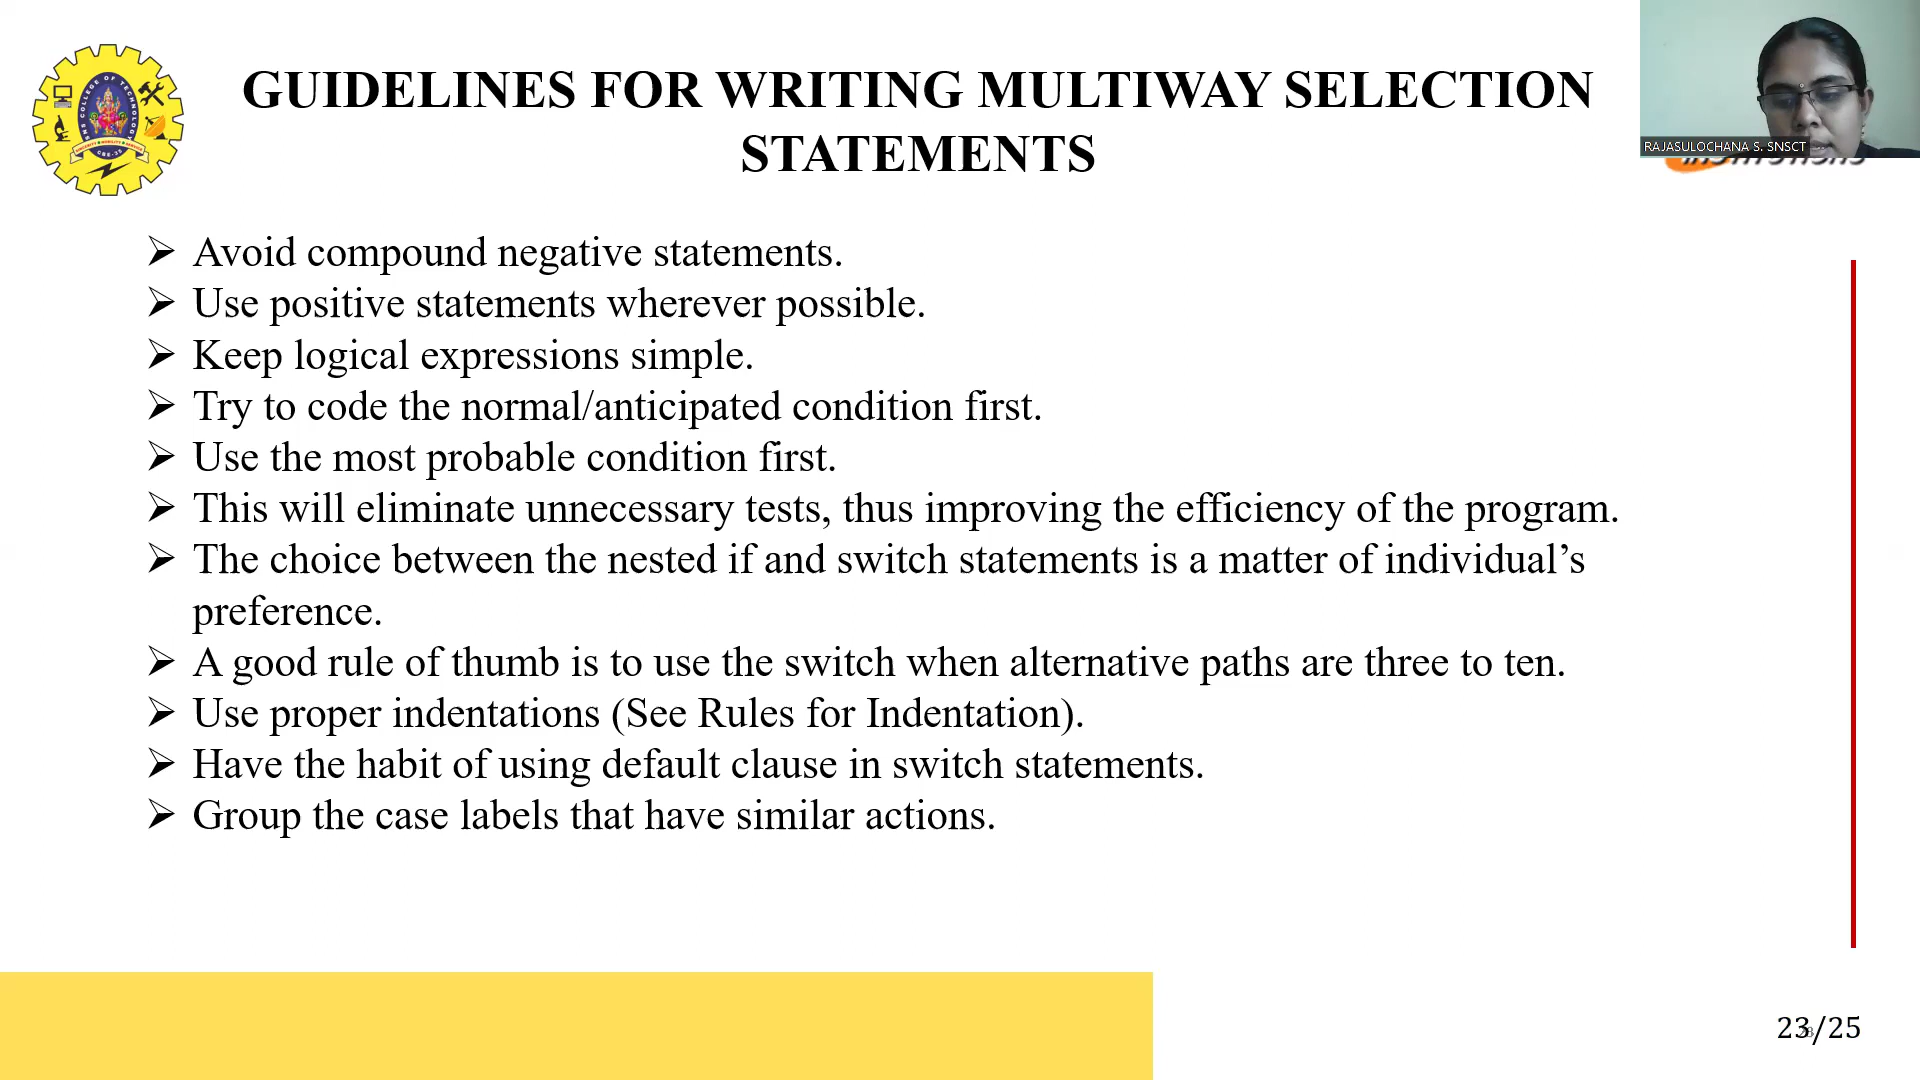 GUIDELINES FOR WRITING MULTIWAY SELECTION
STATEMENTS
RAJASULOCHANA S. SNSCT
SNS COLLEGE OF TECHNOLOGY
➢ Avoid compound negative statements.
➢ Use positive statements wherever possible.
➢ Keep logical expressions simple.
➢ Try to code the normal/anticipated condition first.
➢ Use the most probable condition first.
➢ This will eliminate unnecessary tests, thus improving the efficiency of the program.
➢ The choice between the nested if and switch statements is a matter of individual’s
preference.
➢ A good rule of thumb is to use the switch when alternative paths are three to ten.
➢ Use proper indentations (See Rules for Indentation).
➢ Have the habit of using default clause in switch statements.
➢ Group the case labels that have similar actions.
23/25